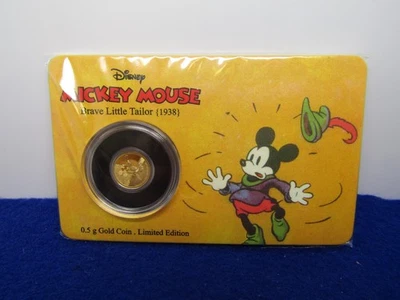 Disney
MICKEY MOUSE
Brave Little Tailor {1938}
0.5 g Gold Coin . Limited Edition